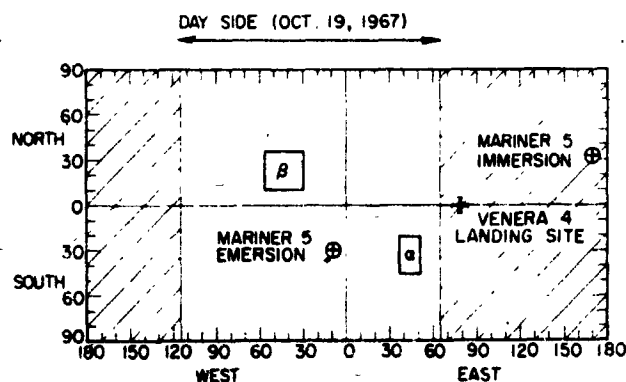 DAY SIDE (OCT. 19, 1967)
90
60
NORTH
30
0
30
SOUTH
60
90
β
α
MARINER 5
IMMERSION
VENERA 4
LANDING SITE
MARINER 5
EMERSION
180 150 120 90 60 30 0 30 60 90 120 150 180
WEST EAST